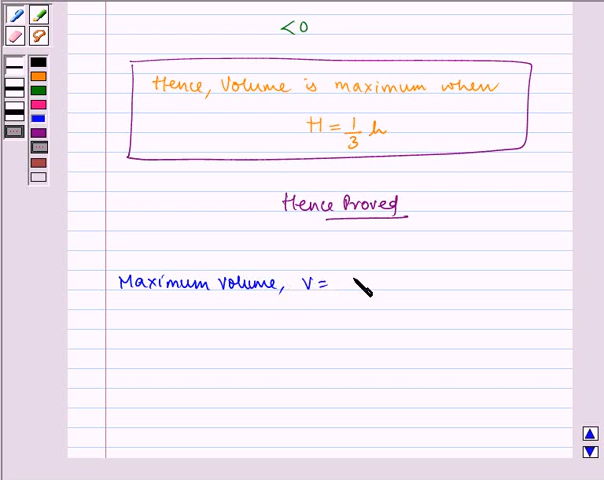 <0
Hence, Volume is maximum when
H = 1/3 h
Hence Proved
Maximum volume, V =